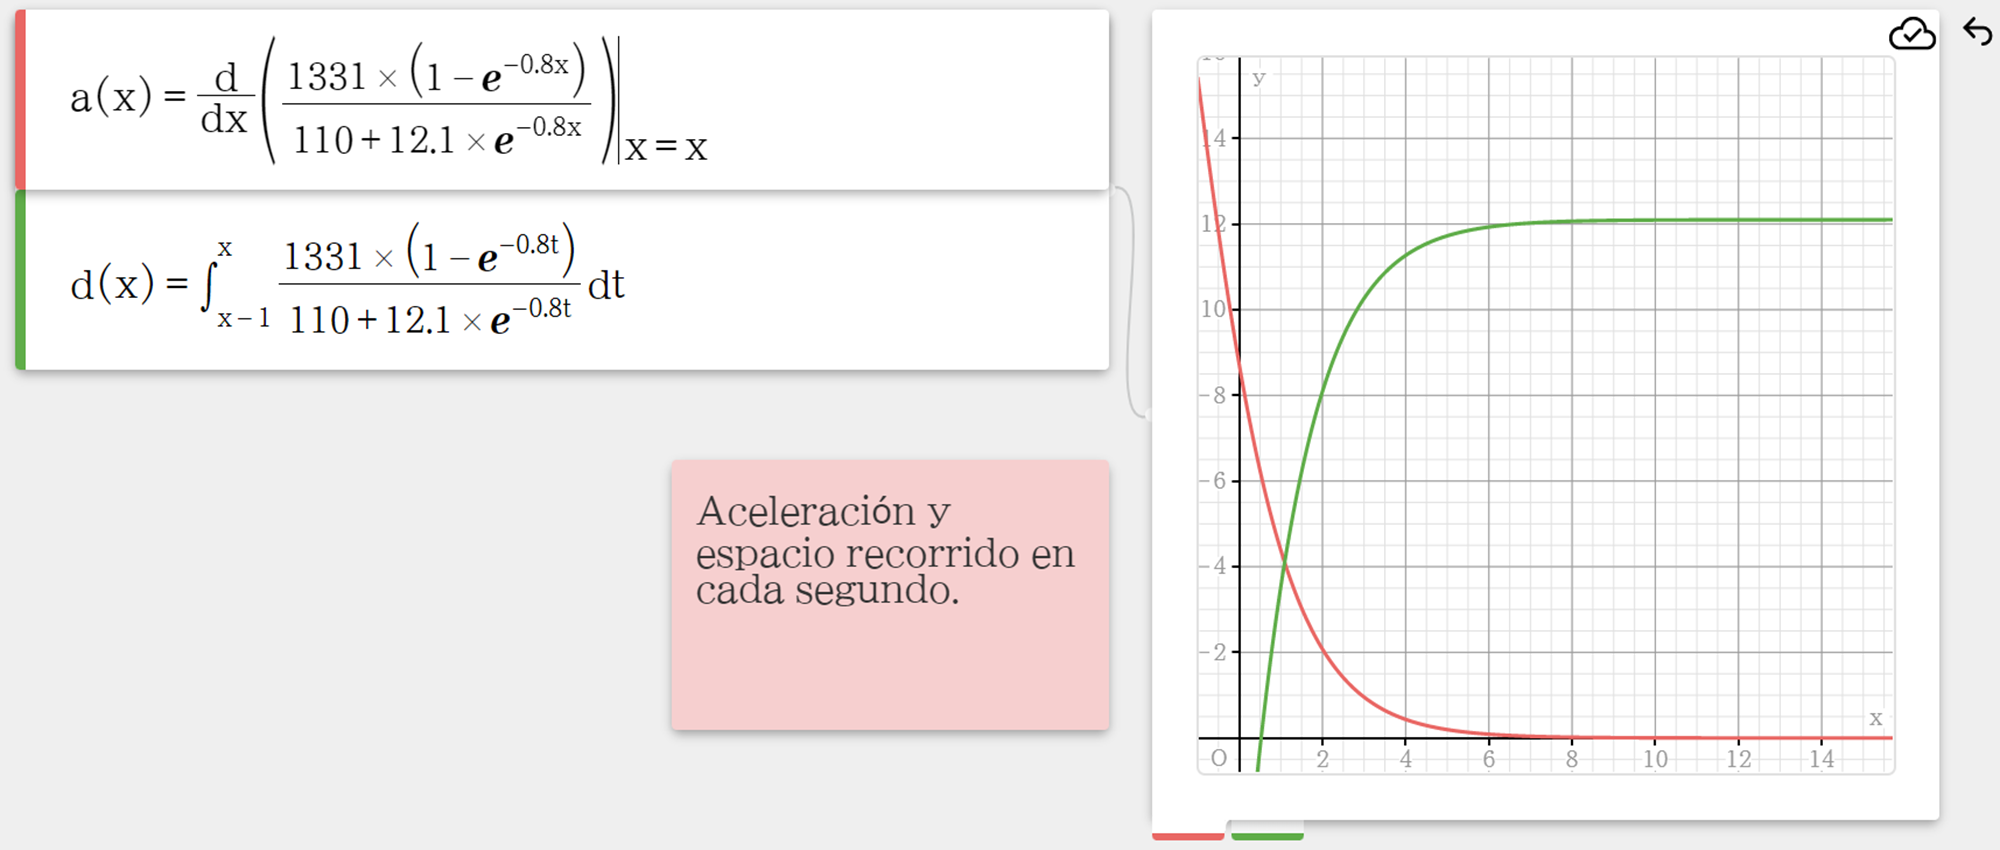 a(x) = d/dx (1331 × (1 − e^−0.8x) / 110 + 12.1 × e^−0.8x)|x = x
d(x) = ∫_x−1^x 1331 × (1 − e^−0.8t) / 110 + 12.1 × e^−0.8t dt
Aceleración y
espacio recorrido en
cada segundo.
y
14
12
10
8
6
4
2
x
O 2 4 6 8 10 12 14